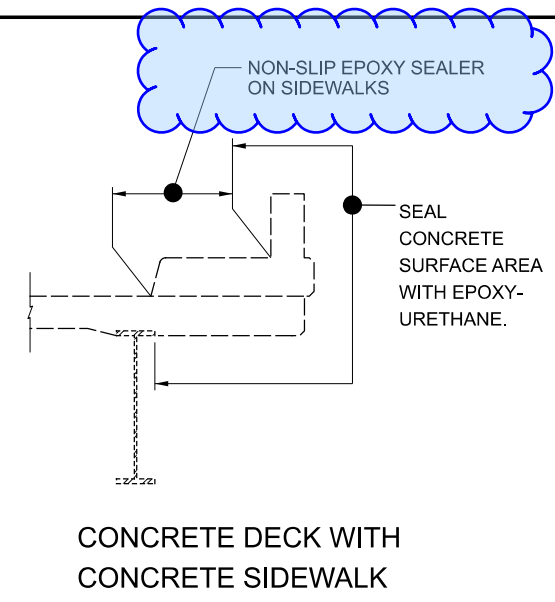 NON-SLIP EPOXY SEALER
ON SIDEWALKS
SEAL
CONCRETE
SURFACE AREA
WITH EPOXY-
URETHANE.
CONCRETE DECK WITH
CONCRETE SIDEWALK